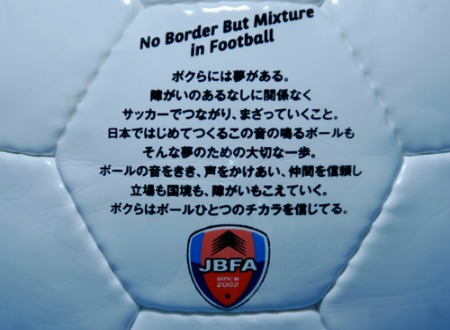 No Border But Mixture
in Football
ボクらには夢がある。
障がいのあるなしに関係なく
サッカーでつながり、まざっていくこと。
日本ではじめてつくるこの音の鳴るボールも
そんな夢のための大切な一歩。
ボールの音をきき、声をかけあい、仲間を信頼し
立場も国境も、障がいもこえていく。
ボクらはボールひとつのチカラを信じてる。
JBFA
since
2002